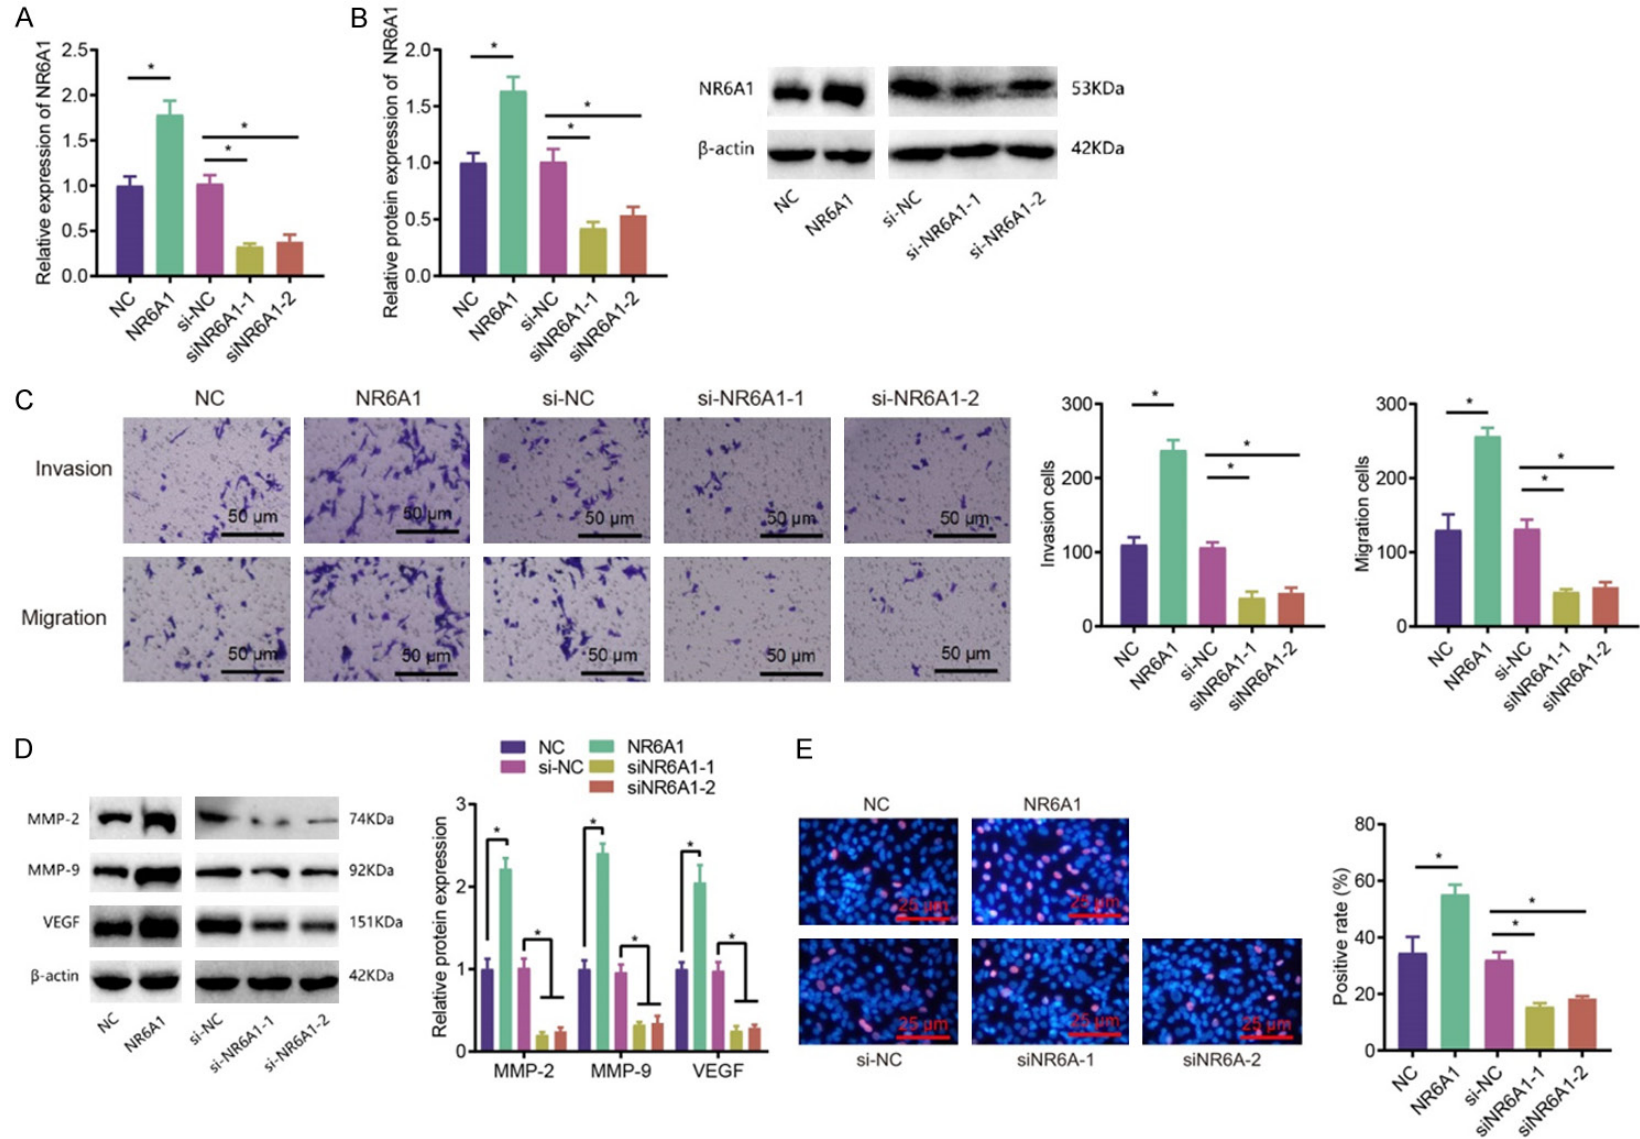 A
Relative expression of NR6A1
2.5
2.0
1.5
1.0
0.5
0.0
*
*
*
NC
NR6A1
si-NC
siNR6A1-1
siNR6A1-2
B
Relative protein expression of NR6A1
2.0
1.5
1.0
0.5
0.0
*
*
*
NC
NR6A1
si-NC
siNR6A1-1
siNR6A1-2
NR6A1
53KDa
β-actin
42KDa
NC
NR6A1
si-NC
si-NR6A1-1
si-NR6A1-2
C
NC
NR6A1
si-NC
si-NR6A1-1
si-NR6A1-2
Invasion
50 µm
50 µm
50 µm
50 µm
50 µm
Migration
50 µm
50 µm
50 µm
50 µm
50 µm
Invasion cells
300
200
100
0
*
*
*
NC
NR6A1
si-NC
siNR6A1-1
siNR6A1-2
Migration cells
300
200
100
0
*
*
*
NC
NR6A1
si-NC
siNR6A1-1
siNR6A1-2
D
MMP-2
74KDa
MMP-9
92KDa
VEGF
151KDa
β-actin
42KDa
NC
NR6A1
si-NC
si-NR6A1-1
si-NR6A1-2
NC
NR6A1
si-NC
siNR6A1-1
siNR6A1-2
Relative protein expression
3
2
1
0
*
*
*
*
*
*
MMP-2
MMP-9
VEGF
E
NC
NR6A1
25 µm
25 µm
25 µm
25 µm
25 µm
si-NC
siNR6A-1
siNR6A-2
Positive rate (%)
80
60
40
20
0
*
*
*
NC
NR6A1
si-NC
siNR6A1-1
siNR6A1-2